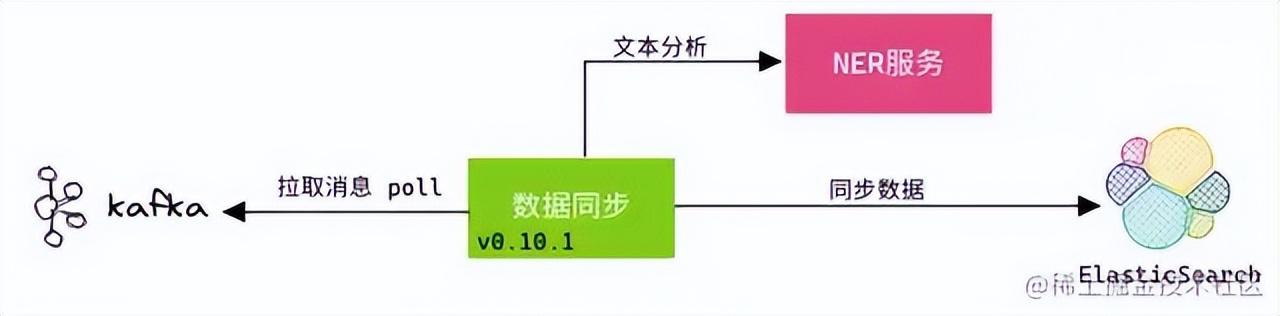 文本分析
NER服务
拉取消息 poll
kafka
数据同步
v0.10.1
同步数据
ElasticSearch
@稀土掘金技术社区